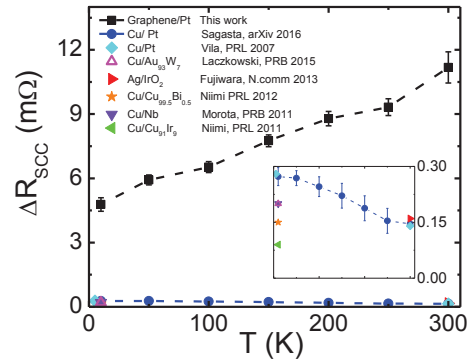 Graphene/Pt This work
Cu/ Pt Sagasta, arXiv 2016
Cu/Pt Vila, PRL 2007
Cu/Au93W7 Laczkowski, PRB 2015
Ag/IrO2 Fujiwara, N.comm 2013
Cu/Cu99.5Bi0.5 Niimi PRL 2012
Cu/Nb Morota, PRB 2011
Cu/Cu91Ir9 Niimi, PRL 2011
12
9
6
3
0
ΔRSCC (mΩ)
0.30
0.15
0.00
0 100 200 300
T (K)